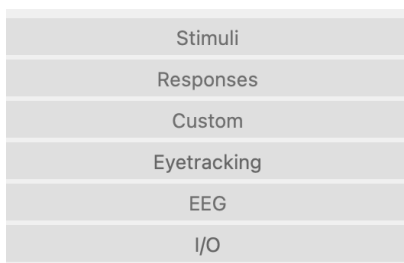 Stimuli
Responses
Custom
Eyetracking
EEG
I/O